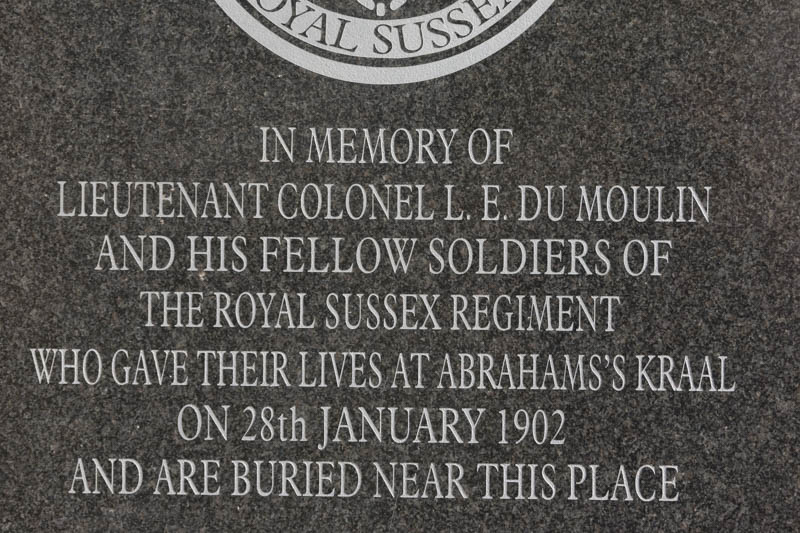 ROYAL SUSSEX
IN MEMORY OF
LIEUTENANT COLONEL L. E. DU MOULIN
AND HIS FELLOW SOLDIERS OF
THE ROYAL SUSSEX REGIMENT
WHO GAVE THEIR LIVES AT ABRAHAMS'S KRAAL
ON 28th JANUARY 1902
AND ARE BURIED NEAR THIS PLACE